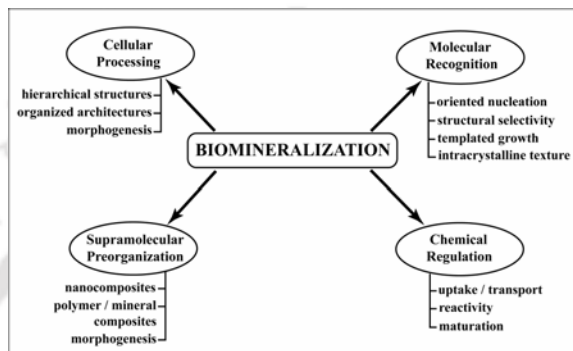 Cellular
Processing
hierarchical structures
organized architectures
morphogenesis
Molecular
Recognition
oriented nucleation
structural selectivity
templated growth
intracrystalline texture
BIOMINERALIZATION
Supramolecular
Preorganization
nanocomposites
polymer / mineral
composites
morphogenesis
Chemical
Regulation
uptake / transport
reactivity
maturation